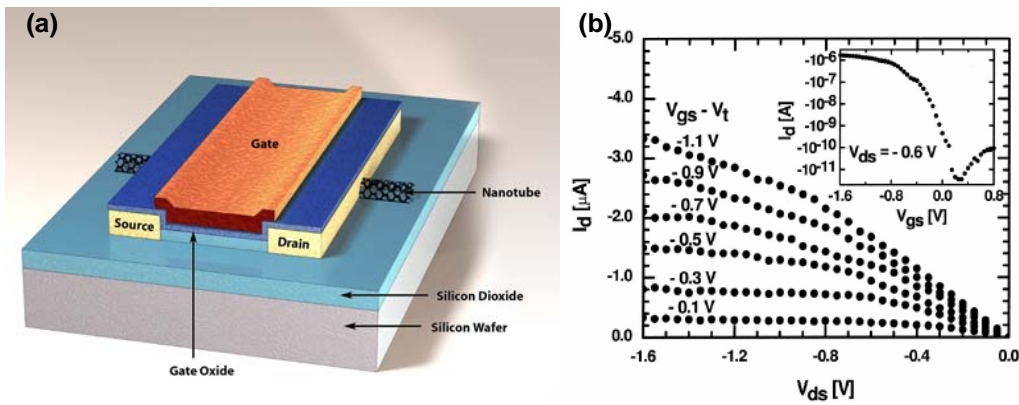 (a)
Gate
Nanotube
Source
Drain
Silicon Dioxide
Silicon Wafer
Gate Oxide
(b)
-5.0
-4.0
-3.0
-2.0
-1.0
0.0
I_d [μA]
V_gs - V_t
-1.1 V
- 0.9 V
- 0.7 V
- 0.5 V
- 0.3 V
- 0.1 V
-1.6
-1.2
-0.8
-0.4
0.0
V_ds [V]
-10^-6
-10^-7
-10^-8
-10^-9
-10^-10
-10^-11
I_d [A]
V_ds = - 0.6 V
-1.6
-0.8
0.0
0.8
V_gs [V]